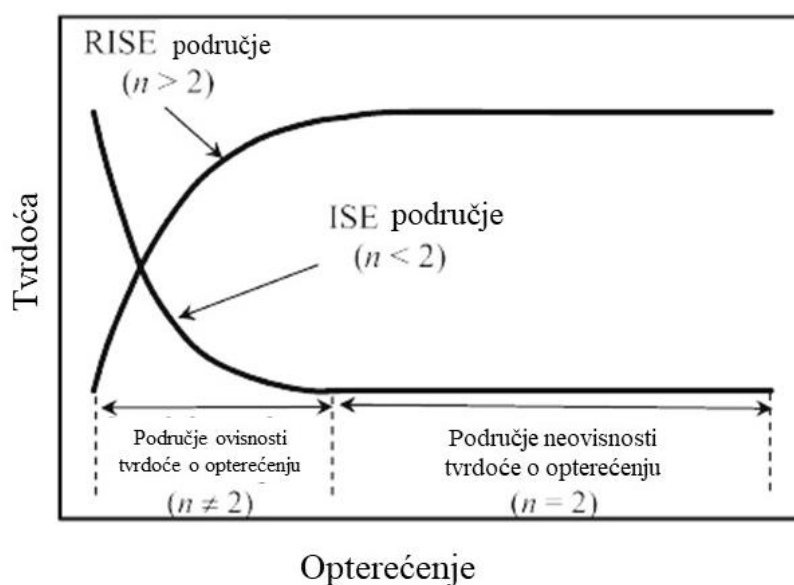 RISE područje
(n > 2)
ISE područje
(n < 2)
Tvrdoća
Područje ovisnosti
tvrdoće o opterećenju
(n ≠ 2)
Područje neovisnosti
tvrdoće o opterećenju
(n = 2)
Opterećenje